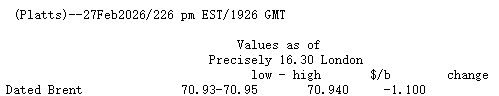 (Platts)--27Feb2026/226 pm EST/1926 GMT
Values as of
Precisely 16.30 London
low - high $/b change
Dated Brent 70.93-70.95 70.940 -1.100